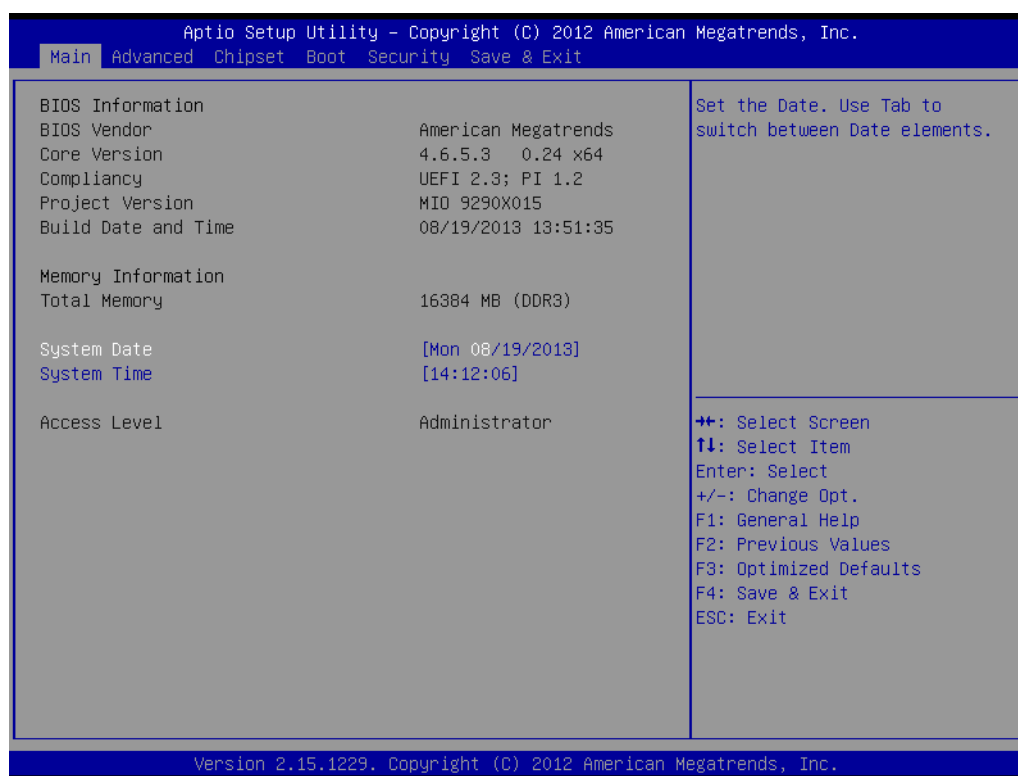 Aptio Setup Utility – Copyright (C) 2012 American Megatrends, Inc.
Main Advanced Chipset Boot Security Save & Exit
BIOS Information
BIOS Vendor American Megatrends
Core Version 4.6.5.3 0.24 x64
Compliancy UEFI 2.3; PI 1.2
Project Version MIO 9290X015
Build Date and Time 08/19/2013 13:51:35
Memory Information
Total Memory 16384 MB (DDR3)
System Date [Mon 08/19/2013]
System Time [14:12:06]
Access Level Administrator
Set the Date. Use Tab to
switch between Date elements.
→←: Select Screen
↑↓: Select Item
Enter: Select
+/-: Change Opt.
F1: General Help
F2: Previous Values
F3: Optimized Defaults
F4: Save & Exit
ESC: Exit
Version 2.15.1229. Copyright (C) 2012 American Megatrends, Inc.